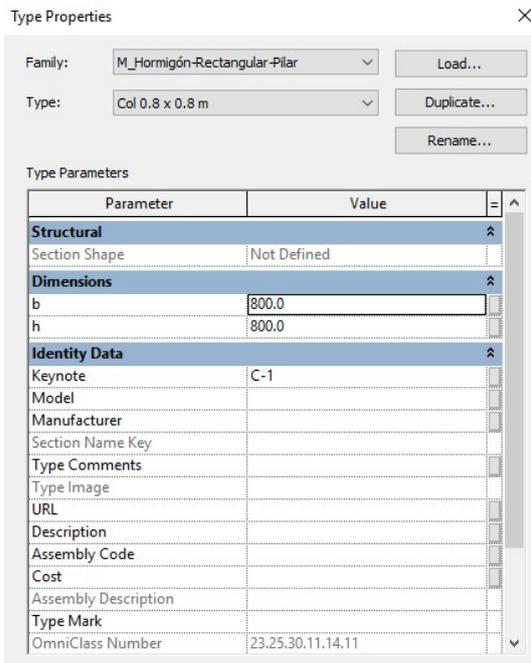 Type Properties
Family: M_Hormigón-Rectangular-Pilar Load...
Type: Col 0.8 x 0.8 m Duplicate...
Rename...
Type Parameters
Parameter Value =
Structural
Section Shape Not Defined
Dimensions
b 800.0
h 800.0
Identity Data
Keynote C-1
Model
Manufacturer
Section Name Key
Type Comments
Type Image
URL
Description
Assembly Code
Cost
Assembly Description
Type Mark
OmniClass Number 23.25.30.11.14.11